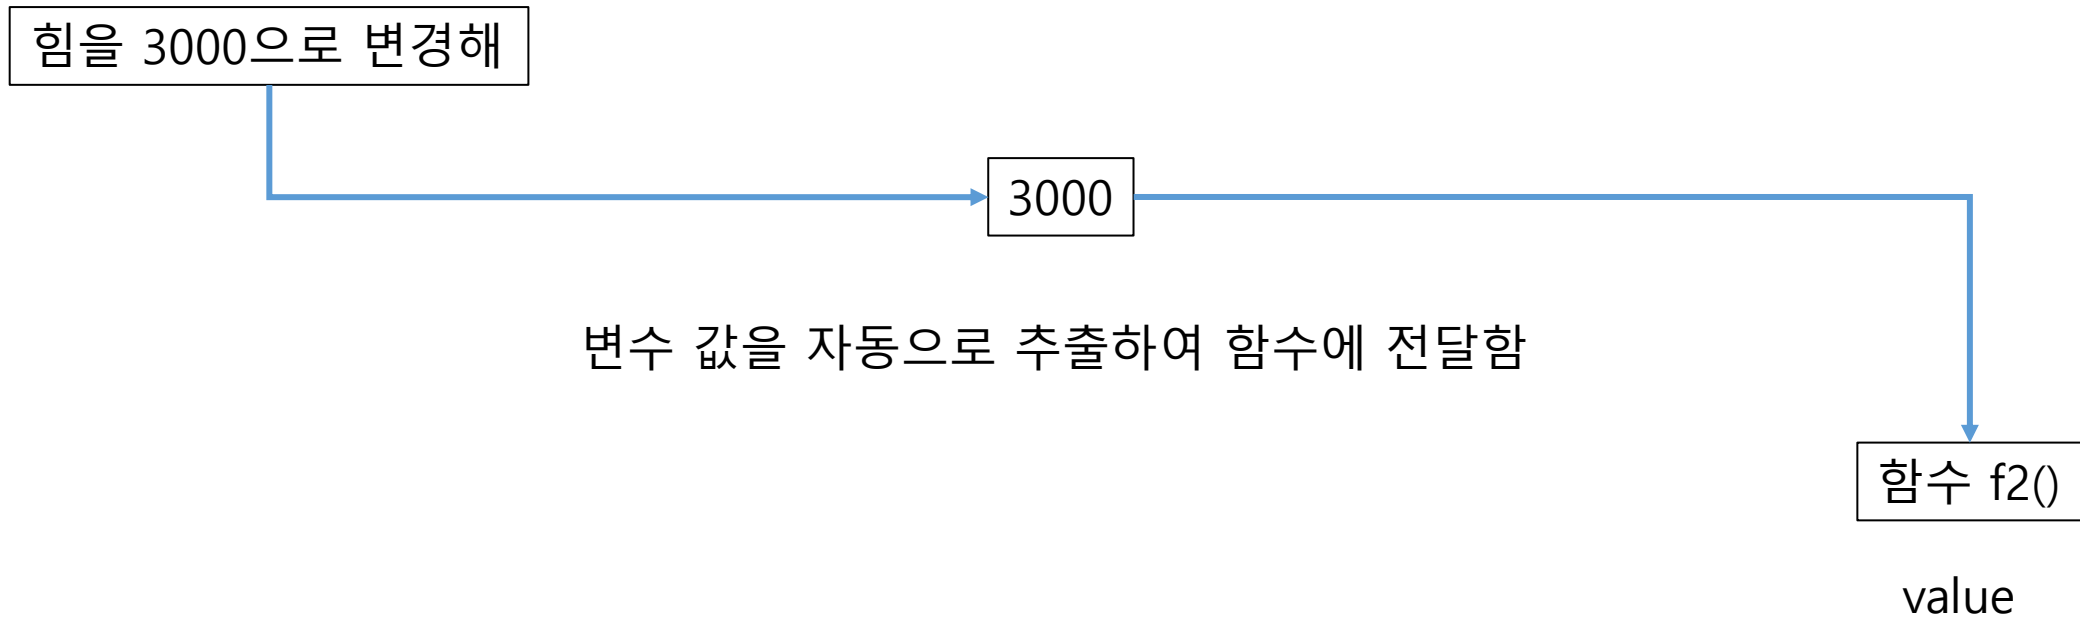 힘을 3000으로 변경해
3000
변수 값을 자동으로 추출하여 함수에 전달함
함수 f2()
value